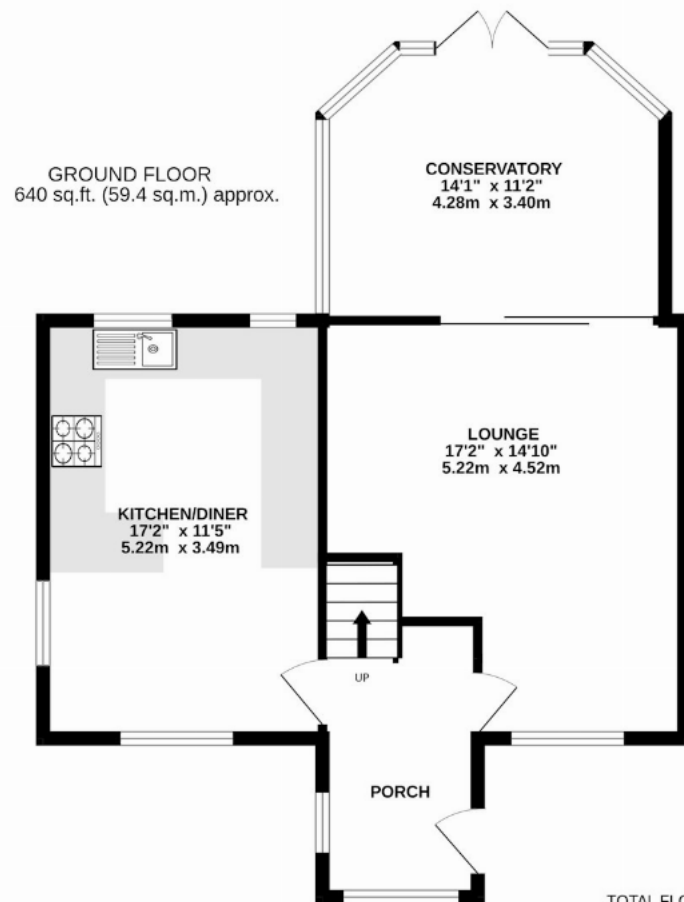 GROUND FLOOR
640 sq.ft. (59.4 sq.m.) approx.
CONSERVATORY
14'1" x 11'2"
4.28m x 3.40m
LOUNGE
17'2" x 14'10"
5.22m x 4.52m
KITCHEN/DINER
17'2" x 11'5"
5.22m x 3.49m
UP
PORCH